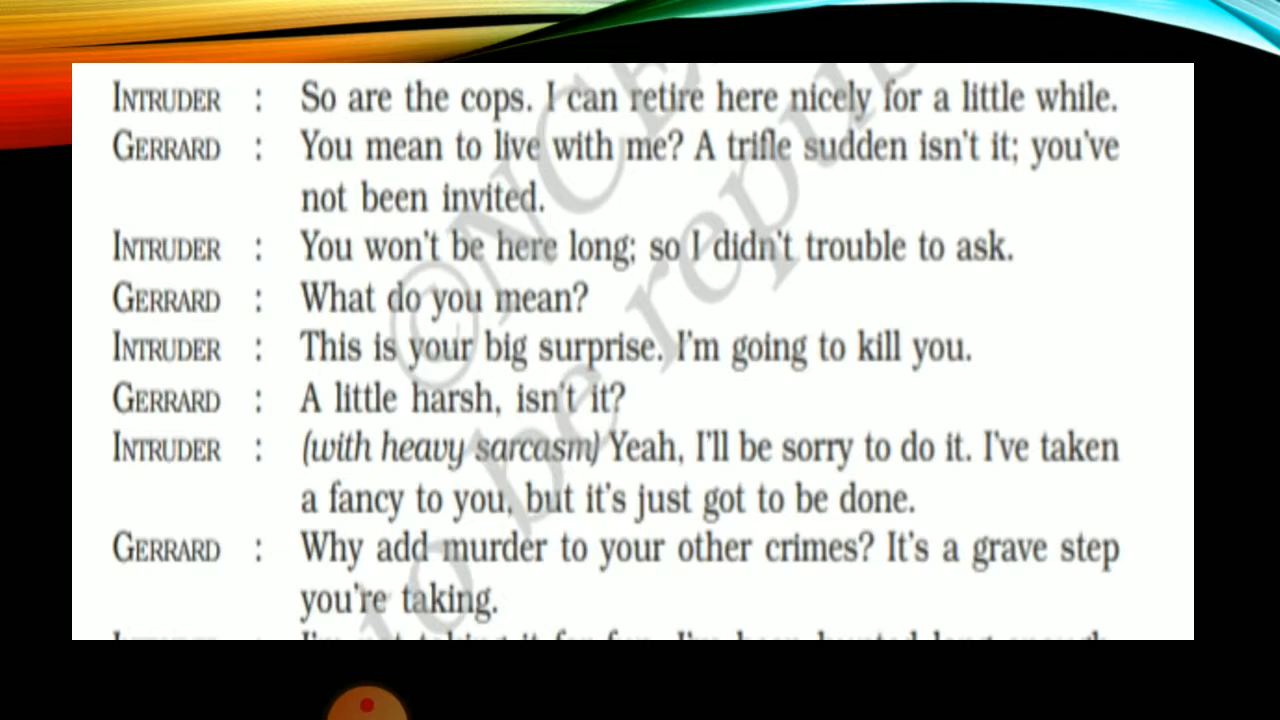 INTRUDER : So are the cops. I can retire here nicely for a little while.
GERRARD : You mean to live with me? A trifle sudden isn't it; you've
not been invited.
INTRUDER : You won't be here long; so I didn't trouble to ask.
GERRARD : What do you mean?
INTRUDER : This is your big surprise. I'm going to kill you.
GERRARD : A little harsh, isn't it?
INTRUDER : (with heavy sarcasm) Yeah, I'll be sorry to do it. I've taken
a fancy to you, but it's just got to be done.
GERRARD : Why add murder to your other crimes? It's a grave step
you're taking.